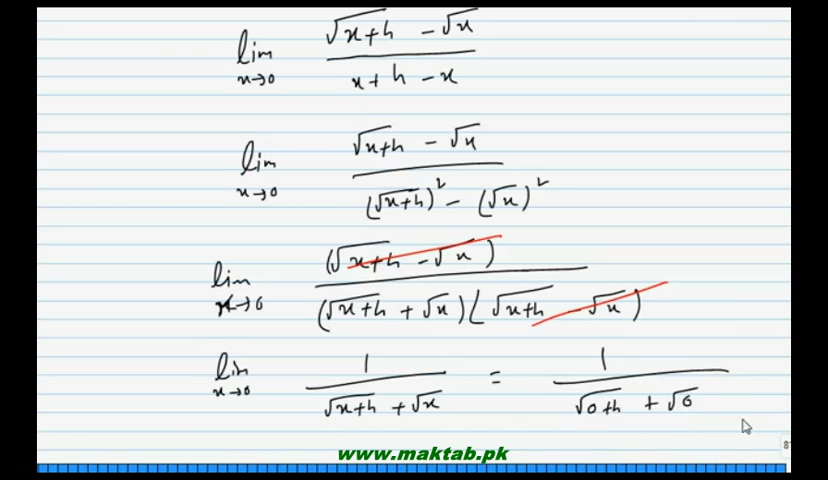 lim x→0 (√(x+h) - √x) / (x+h-x)
lim x→0 (√(x+h) - √x) / ((√(x+h))² - (√x)²)
lim x→0 (√(x+h) - √x) / ((√(x+h) + √x)(√(x+h) - √x))
lim x→0 1 / (√(x+h) + √x) = 1 / (√(0+h) + √0)
www.maktab.pk